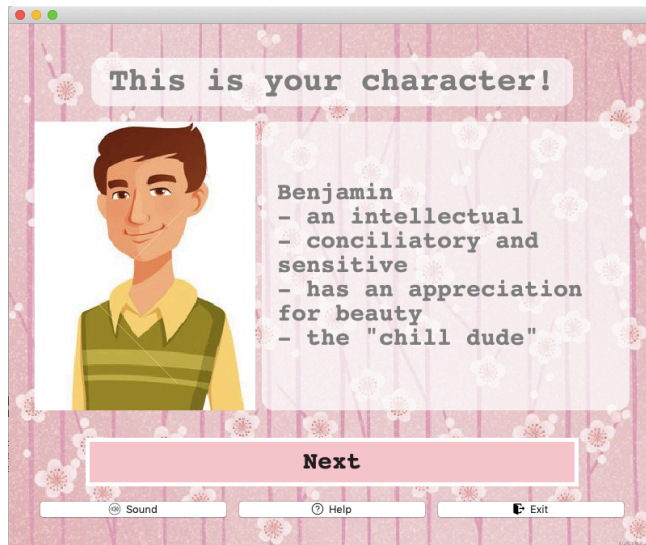 This is your character!
Benjamin
- an intellectual
- conciliatory and
sensitive
- has an appreciation
for beauty
- the "chill dude"
Next
Sound
Help
Exit